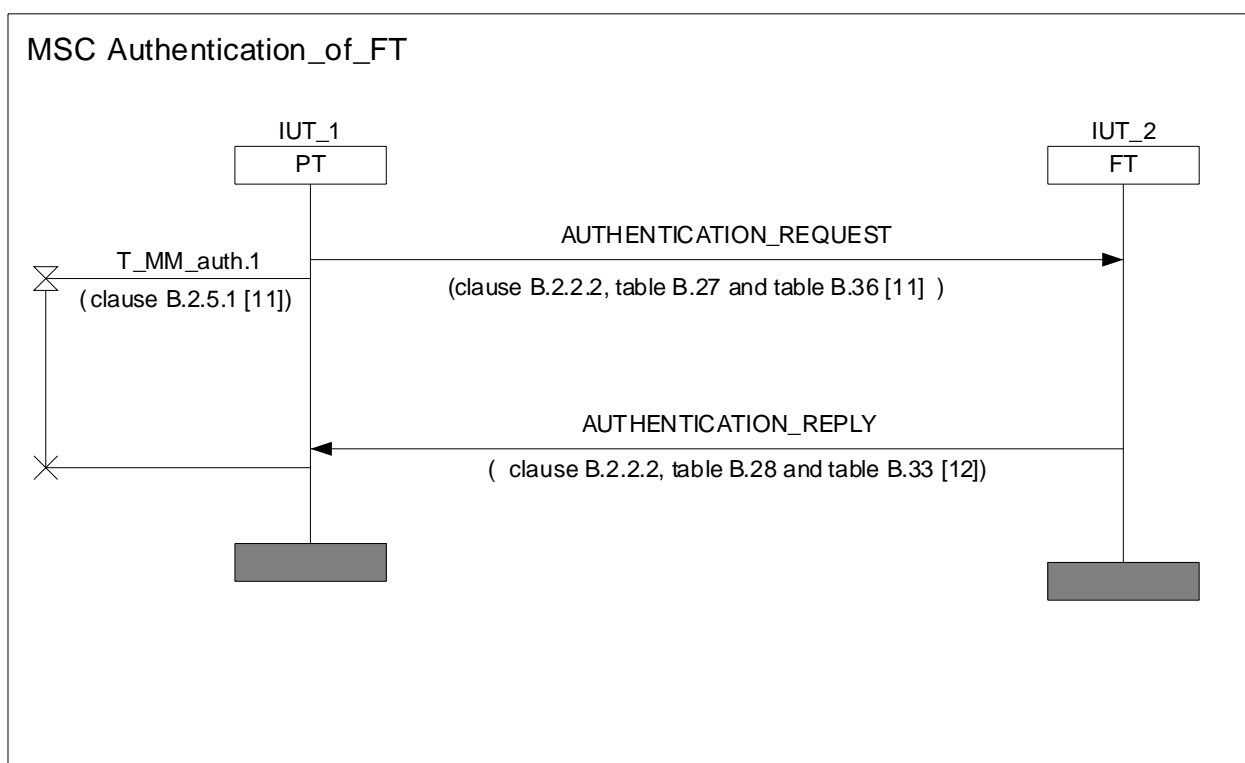 MSC Authentication_of_FT
IUT_1
IUT_2
PT
FT
AUTHENTICATION_REQUEST
T_MM_auth.1
(clause B.2.2.2, table B.27 and table B.36 [11] )
( clause B.2.5.1 [11])
AUTHENTICATION_REPLY
( clause B.2.2.2, table B.28 and table B.33 [12])